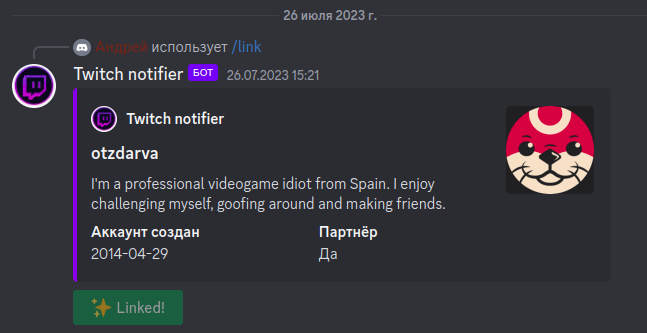 26 июля 2023 г.
Андрей использует /link
Twitch notifier БОТ 26.07.2023 15:21
Twitch notifier
otzdarva
I'm a professional videogame idiot from Spain. I enjoy
challenging myself, goofing around and making friends.
Аккаунт создан Партнёр
2014-04-29 Да
✨ Linked!